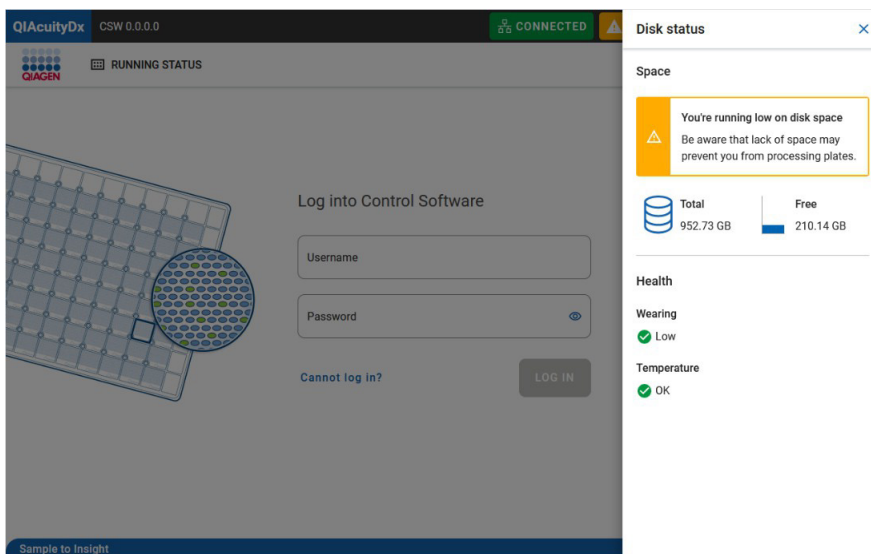 QIAcuityDx CSW 0.0.0.0 CONNECTED
QIAGEN RUNNING STATUS
Log into Control Software
Username
Password
Cannot log in? LOG IN
Sample to Insight
Disk status
Space
You're running low on disk space
Be aware that lack of space may
prevent you from processing plates.
Total Free
952.73 GB 210.14 GB
Health
Wearing
Low
Temperature
OK